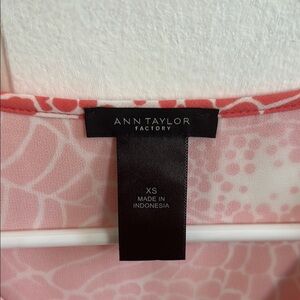 ANN TAYLOR
FACTORY
XS
MADE IN
INDONESIA